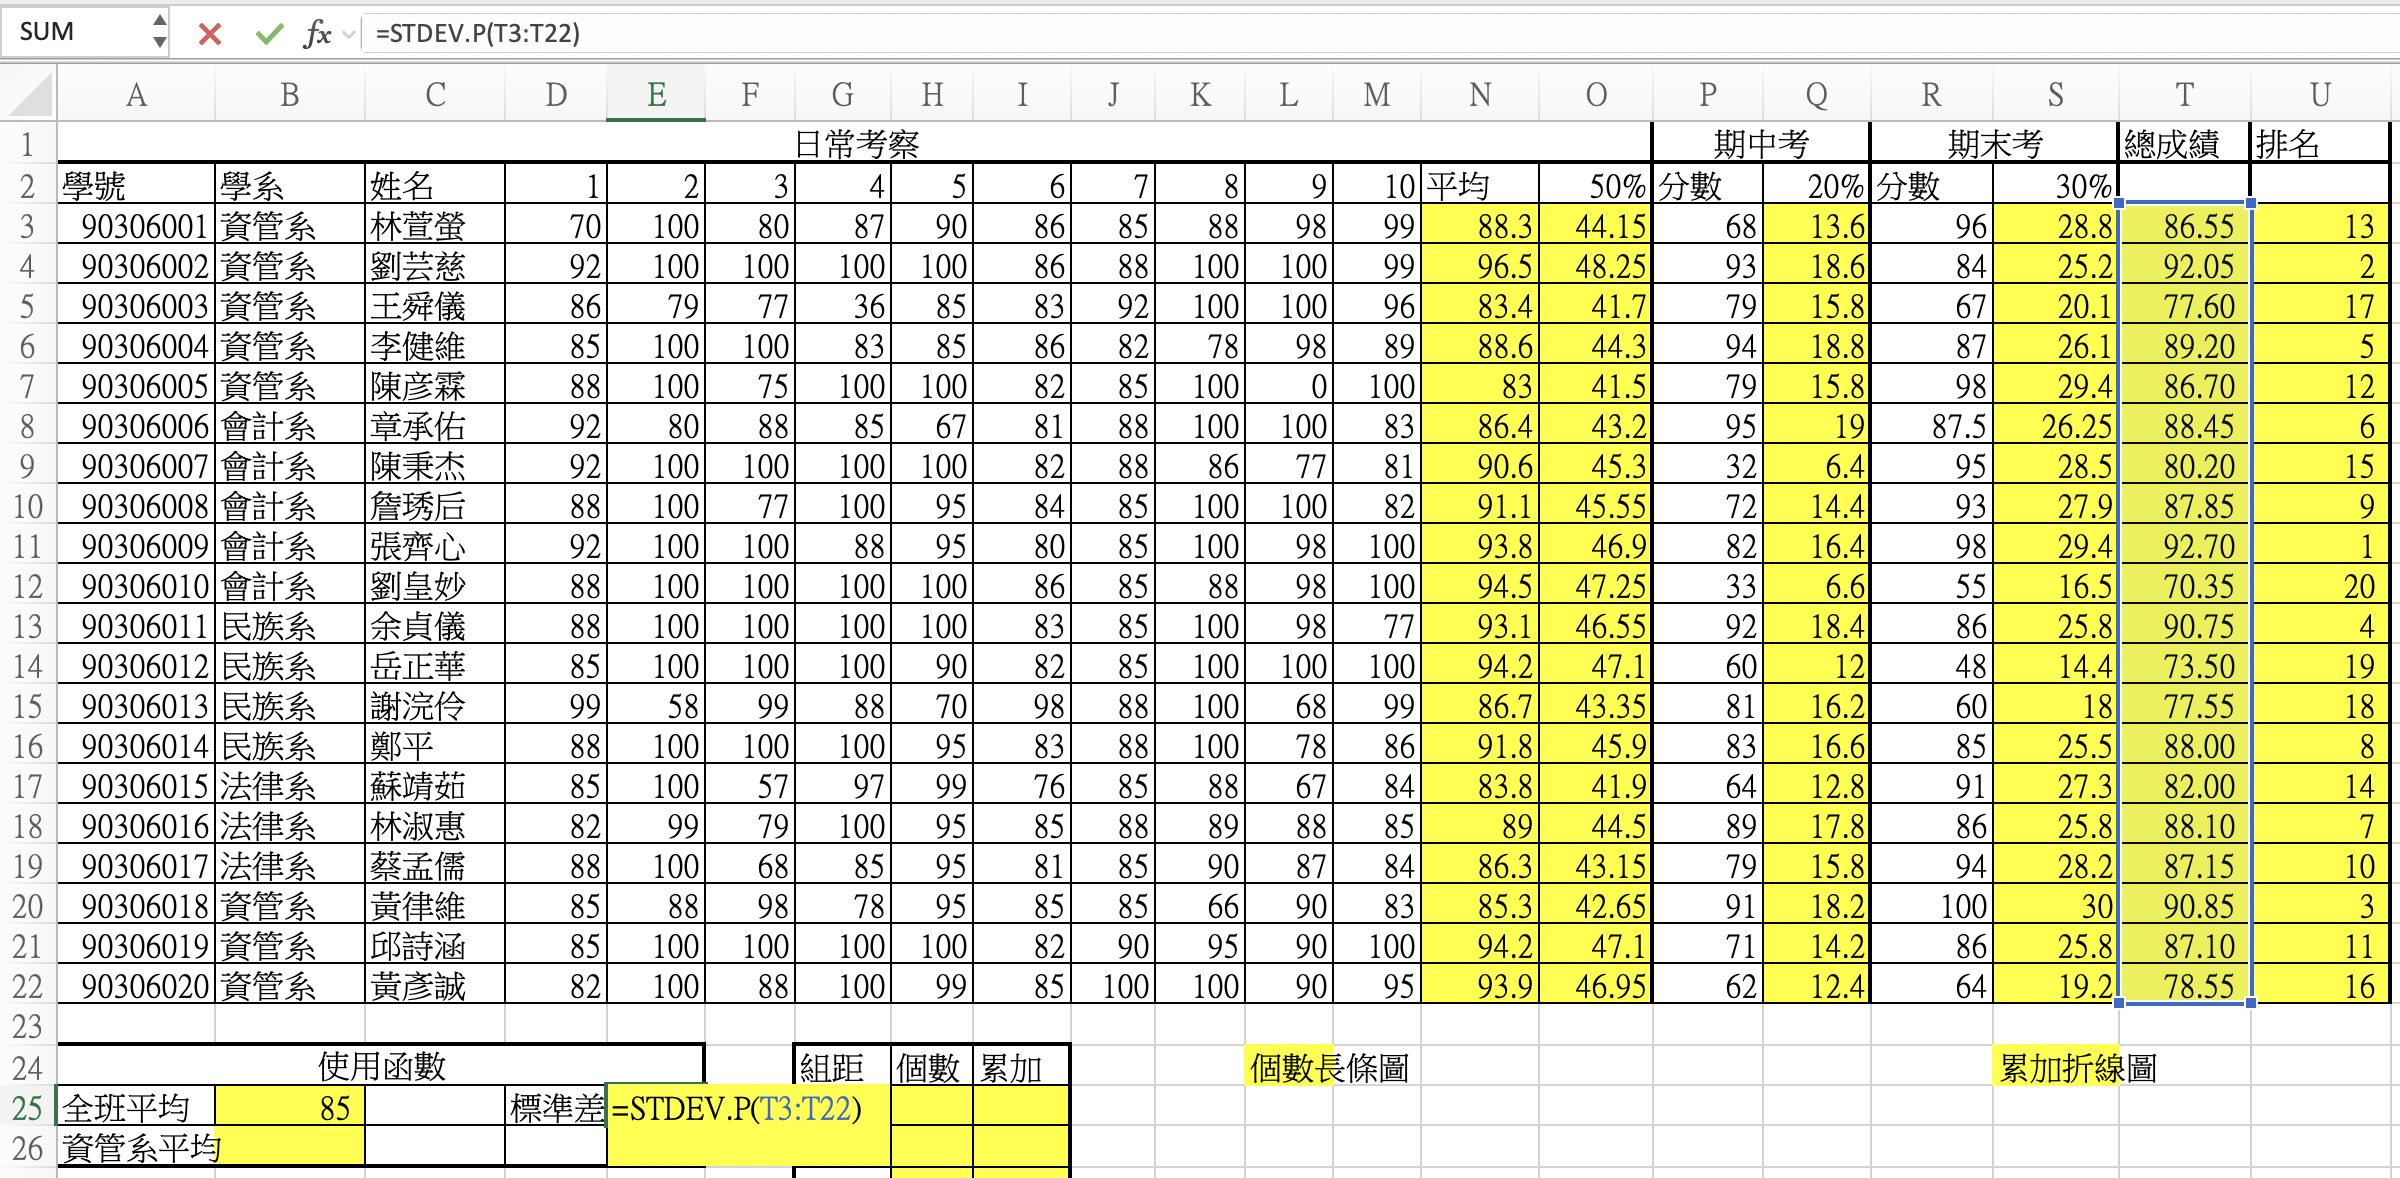 SUM =STDEV.P(T3:T22)
A B C D E F G H I J K L M N O P Q R S T U
1 日常考察 期中考 期末考 總成績 排名
2 學號 學系 姓名 1 2 3 4 5 6 7 8 9 10 平均 50% 分數 20% 分數 30%
3 90306001 資管系 林萱螢 70 100 80 87 90 86 85 88 98 99 88.3 44.15 68 13.6 96 28.8 86.55 13
4 90306002 資管系 劉芸慈 92 100 100 100 100 86 88 100 100 99 96.5 48.25 93 18.6 84 25.2 92.05 2
5 90306003 資管系 王舜儀 86 79 77 36 85 83 92 100 100 96 83.4 41.7 79 15.8 67 20.1 77.60 17
6 90306004 資管系 李健維 85 100 100 83 85 86 82 78 98 89 88.6 44.3 94 18.8 87 26.1 89.20 5
7 90306005 資管系 陳彦霖 88 100 75 100 100 82 85 100 0 100 83 41.5 79 15.8 98 29.4 86.70 12
8 90306006 會計系 章承佑 92 80 88 85 67 81 88 100 100 83 86.4 43.2 95 19 87.5 26.25 88.45 6
9 90306007 會計系 陳秉杰 92 100 100 100 100 82 88 86 77 81 90.6 45.3 32 6.4 95 28.5 80.20 15
10 90306008 會計系 詹琇后 88 100 77 100 95 84 85 100 100 82 91.1 45.55 72 14.4 93 27.9 87.85 9
11 90306009 會計系 張齊心 92 100 100 88 95 80 85 100 98 100 93.8 46.9 82 16.4 98 29.4 92.70 1
12 90306010 會計系 劉皇妙 88 100 100 100 100 86 85 88 98 100 94.5 47.25 33 6.6 55 16.5 70.35 20
13 90306011 民族系 余貞儀 88 100 100 100 100 83 85 100 98 77 93.1 46.55 92 18.4 86 25.8 90.75 4
14 90306012 民族系 岳正華 85 100 100 100 90 82 85 100 100 100 94.2 47.1 60 12 48 14.4 73.50 19
15 90306013 民族系 謝浣伶 99 58 99 88 70 98 88 100 68 99 86.7 43.35 81 16.2 60 18 77.55 18
16 90306014 民族系 鄭平 88 100 100 100 95 83 88 100 78 86 91.8 45.9 83 16.6 85 25.5 88.00 8
17 90306015 法律系 蘇靖茹 85 100 57 97 99 76 85 88 67 84 83.8 41.9 64 12.8 91 27.3 82.00 14
18 90306016 法律系 林淑惠 82 99 79 100 95 85 88 89 88 85 89 44.5 89 17.8 86 25.8 88.10 7
19 90306017 法律系 蔡孟儒 88 100 68 85 95 81 85 90 87 84 86.3 43.15 79 15.8 94 28.2 87.15 10
20 90306018 資管系 黃律維 85 88 98 78 95 85 85 66 90 83 85.3 42.65 91 18.2 100 30 90.85 3
21 90306019 資管系 邱詩涵 85 100 100 100 100 82 90 95 90 100 94.2 47.1 71 14.2 86 25.8 87.10 11
22 90306020 資管系 黃彥誠 82 100 88 100 99 85 100 100 90 95 93.9 46.95 62 12.4 64 19.2 78.55 16
23
24 使用函數 組距 個數 累加 個數長條圖 累加折線圖
25 全班平均 85 標準差 =STDEV.P(T3:T22)
26 資管系平均